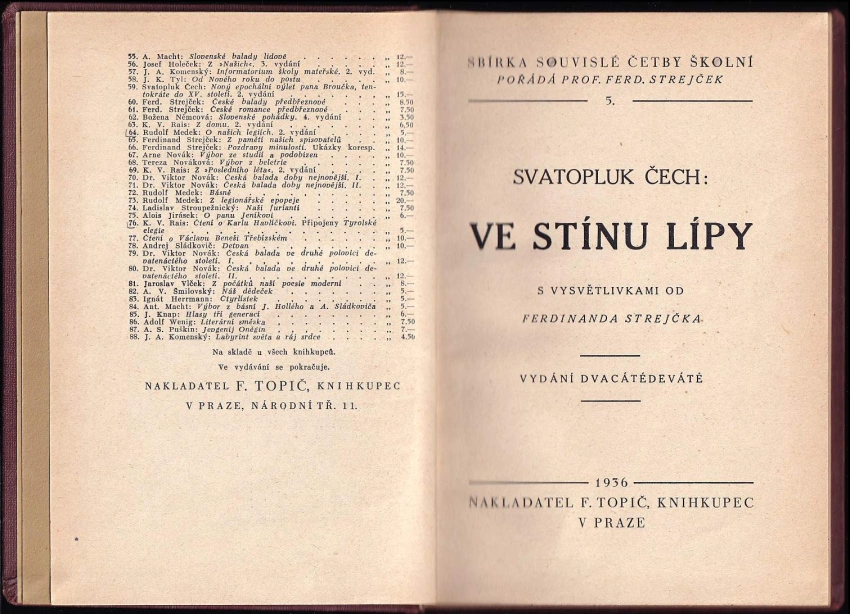 55. A. Macht: Slovenské balady lidové . . . . . . . . „ 12,—
56. Josef Holeček: Z »Našich«. 3. vydání . . . . . . . „ 12.—
57. J. A. Komenský: Informatorium školy mateřské. 2. vyd. . „ 8.—
58. J. K. Tyl: Od Nového roku do postu . . . . . . . „ 10.—
59. Svatopluk Čech: Nový epochální výlet pana Broučka, ten-
tokráte do XV. století. 2. vydání . . . . . . . „ 15.—
60. Ferd. Strejček: České balady předbřeznové . . . . . „ 8.50
61. Ferd. Strejček: České romance předbřeznové . . . . . „ 7.50
62. Božena Němcová: Slovenské pohádky. 4. vydání . . . . „ 3.50
63. K. V. Rais: Z domu. 2. vydání . . . . . . . . „ 6,50
64. Rudolf Medek: O našich legiích. 2. vydání . . . . . „ 5,—
65. Ferdinand Strejček: Z pamětí našich spisovatelů . . . . „ 10.—
66. Ferdinand Strejček: Pozdravy minulosti. Ukázky koresp. . „ 14.—
67. Arne Novák: Výbor ze studií a podobizen . . . . . . „ 10.—
68. Tereza Nováková: Výbor z beletrie . . . . . . . „ 7.50
69. K. V. Rais: Z »Posledního léta«. 2. vydání . . . . . „ 7.50
70. Dr. Viktor Novák: Česká balada doby nejnovější. I. . . . „ 12.—
71. Dr. Viktor Novák: Česká balada doby nejnovější. II. . . . „ 12.—
72. Rudolf Medek: Básně . . . . . . . . . . „ 7.50
73. Rudolf Medek: Z legionářské epopeje . . . . . . . „ 20.—
74. Ladislav Stroupežnický: Naši furianti . . . . . . . „ 7.50
75. Alois Jirásek: O panu Jeníkovi . . . . . . . . „ 6.—
76. K. V. Rais: Čtení o Karlu Havlíčkovi. Připojeny Tyrolské
elegie . . . . . . . . . . . . . „ 5.—
77. Čtení o Václavu Beneši Třebízském . . . . . . . „ 10.—
78. Andrej Sládkovič: Detvan . . . . . . . . . „ 10.—
79. Dr. Viktor Novák: Česká balada ve druhé polovici de-
vatenáctého století. I. . . . . . . . . . „ 12.—
80. Dr. Viktor Novák: Česká balada ve druhé polovici de-
vatenáctého století. II. . . . . . . . . . „ 12.—
81. Jaroslav Vlček: Z počátků naší poesie moderní . . . . „ 8.—
82. A. V. Šmilovský: Náš dědeček . . . . . . . . „ 5.—
83. Ignát Herrmann: Čtyrlístek . . . . . . . . „ 5.—
84. Ant. Macht: Výbor z básní J. Hollého a A. Sládkoviča . „ 5.—
85. J. Knap: Hlasy tří generací . . . . . . . . „ 6.—
86. Adolf Wenig: Literární směska . . . . . . . . „ 7.50
87. A. S. Puškin: Jevgenij Oněgin . . . . . . . . „ 7.—
88. J. A. Komenský: Labyrint světa a ráj srdce . . . . . „ 4.50
Na skladě u všech knihkupců.
Ve vydávání se pokračuje.
NAKLADATEL F. TOPIČ, KNIHKUPEC
V PRAZE, NÁRODNÍ TŘ. 11.
SBÍRKA SOUVISLÉ ČETBY ŠKOLNÍ
POŘÁDÁ PROF. FERD. STREJČEK
5.
SVATOPLUK ČECH:
VE STÍNU LÍPY
S VYSVĚTLIVKAMI OD
FERDINANDA STREJČKA.
VYDÁNÍ DVACÁTÉDEVÁTÉ
1936
NAKLADATEL F. TOPIČ, KNIHKUPEC
V PRAZE